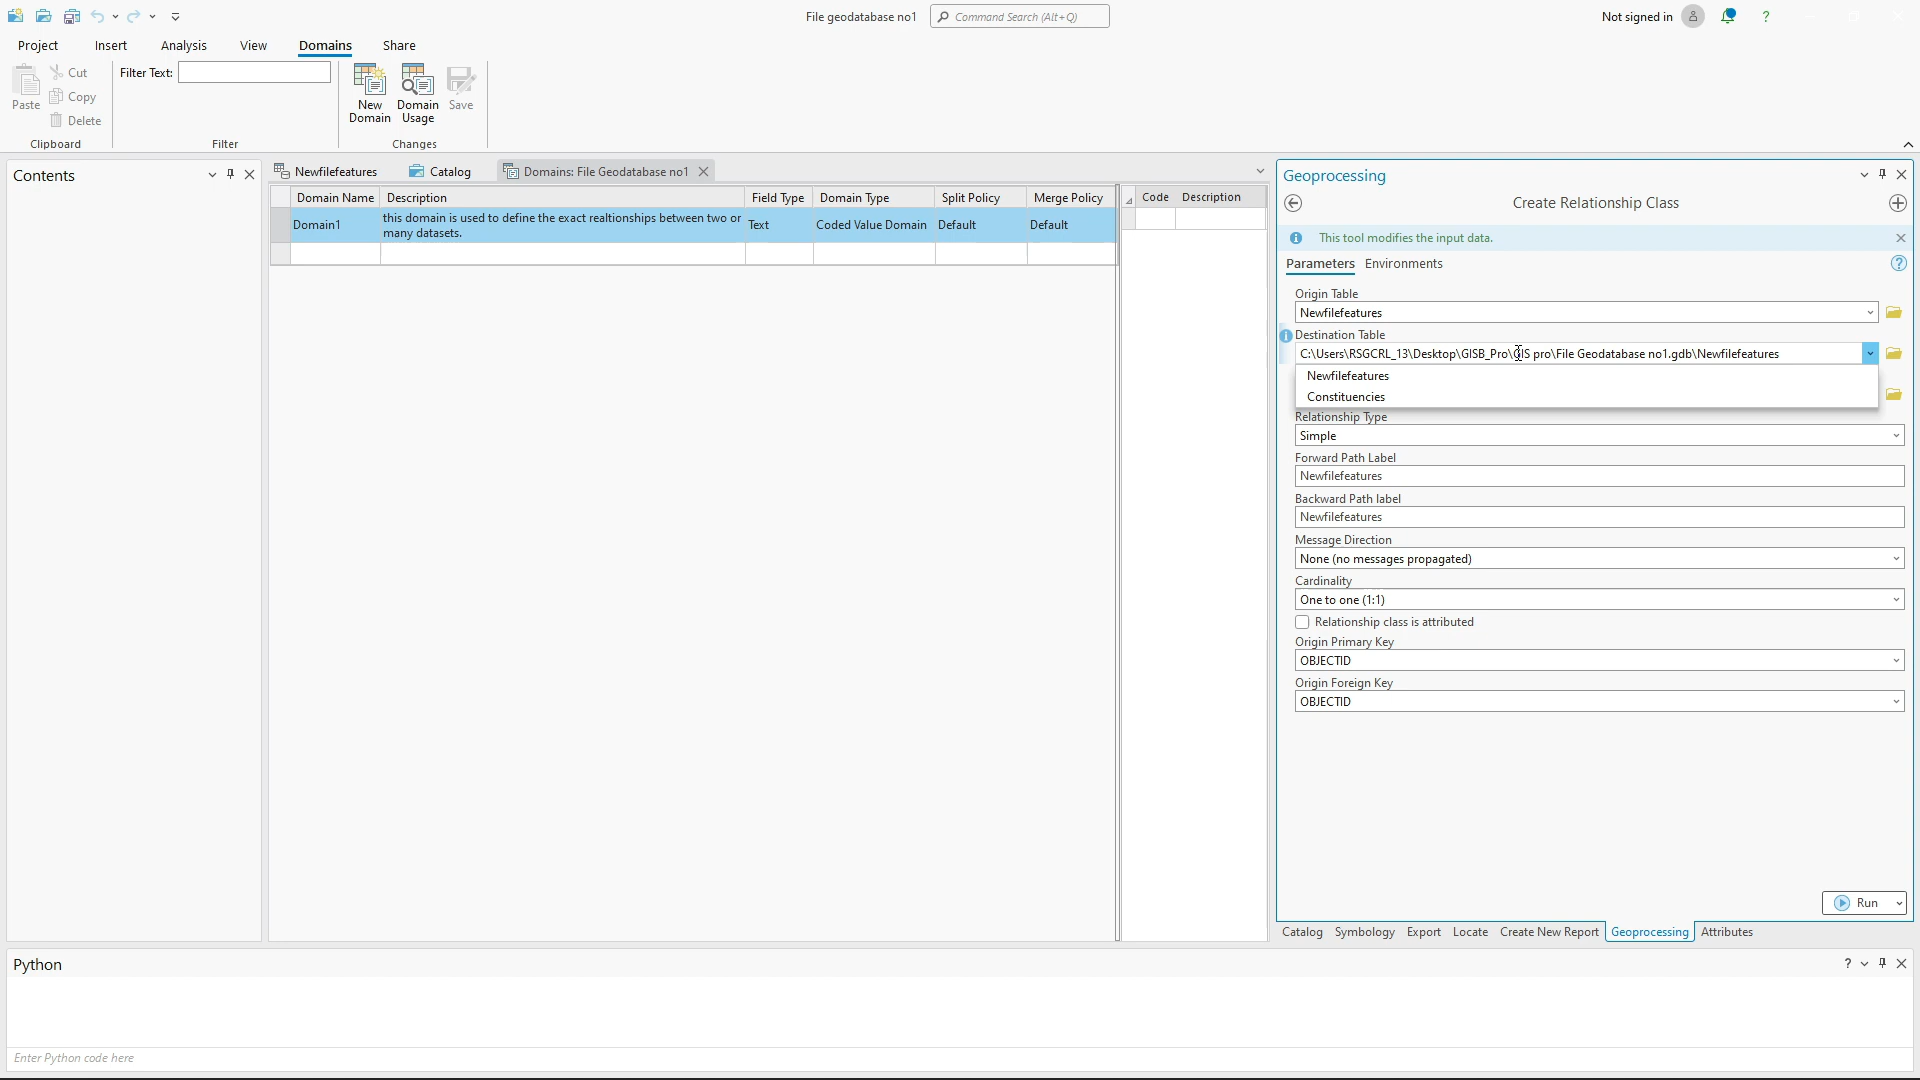 File geodatabase no1
Command Search (Alt+Q)
Not signed in
?
Project
Insert
Analysis
View
Domains
Share
Paste
Cut
Copy
Delete
Clipboard
Filter Text:
Filter
New
Domain
Domain
Usage
Save
Changes
Contents
Newfilefeatures
Catalog
Domains: File Geodatabase no1
Domain Name
Description
Field Type
Domain Type
Split Policy
Merge Policy
Domain1
this domain is used to define the exact realtionships between two or
many datasets.
Text
Coded Value Domain
Default
Default
Code
Description
Geoprocessing
Create Relationship Class
This tool modifies the input data.
Parameters
Environments
?
Origin Table
Newfilefeatures
Destination Table
C:\Users\RSGCRL_13\Desktop\GISB_Pro\GIS pro\File Geodatabase no1.gdb\Newfilefeatures
Newfilefeatures
Constituencies
Relationship Type
Simple
Forward Path Label
Newfilefeatures
Backward Path label
Newfilefeatures
Message Direction
None (no messages propagated)
Cardinality
One to one (1:1)
Relationship class is attributed
Origin Primary Key
OBJECTID
Origin Foreign Key
OBJECTID
Run
Catalog
Symbology
Export
Locate
Create New Report
Geoprocessing
Attributes
Python
?
Enter Python code here